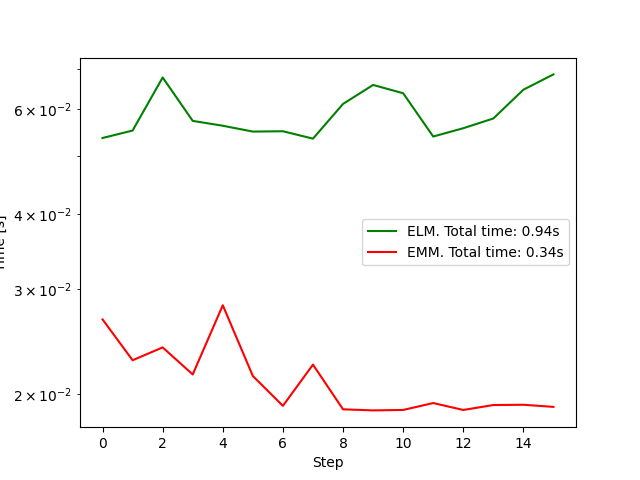 6 × 10⁻²
4 × 10⁻²
3 × 10⁻²
2 × 10⁻²
ELM. Total time: 0.94s
EMM. Total time: 0.34s
0 2 4 6 8 10 12 14
Step